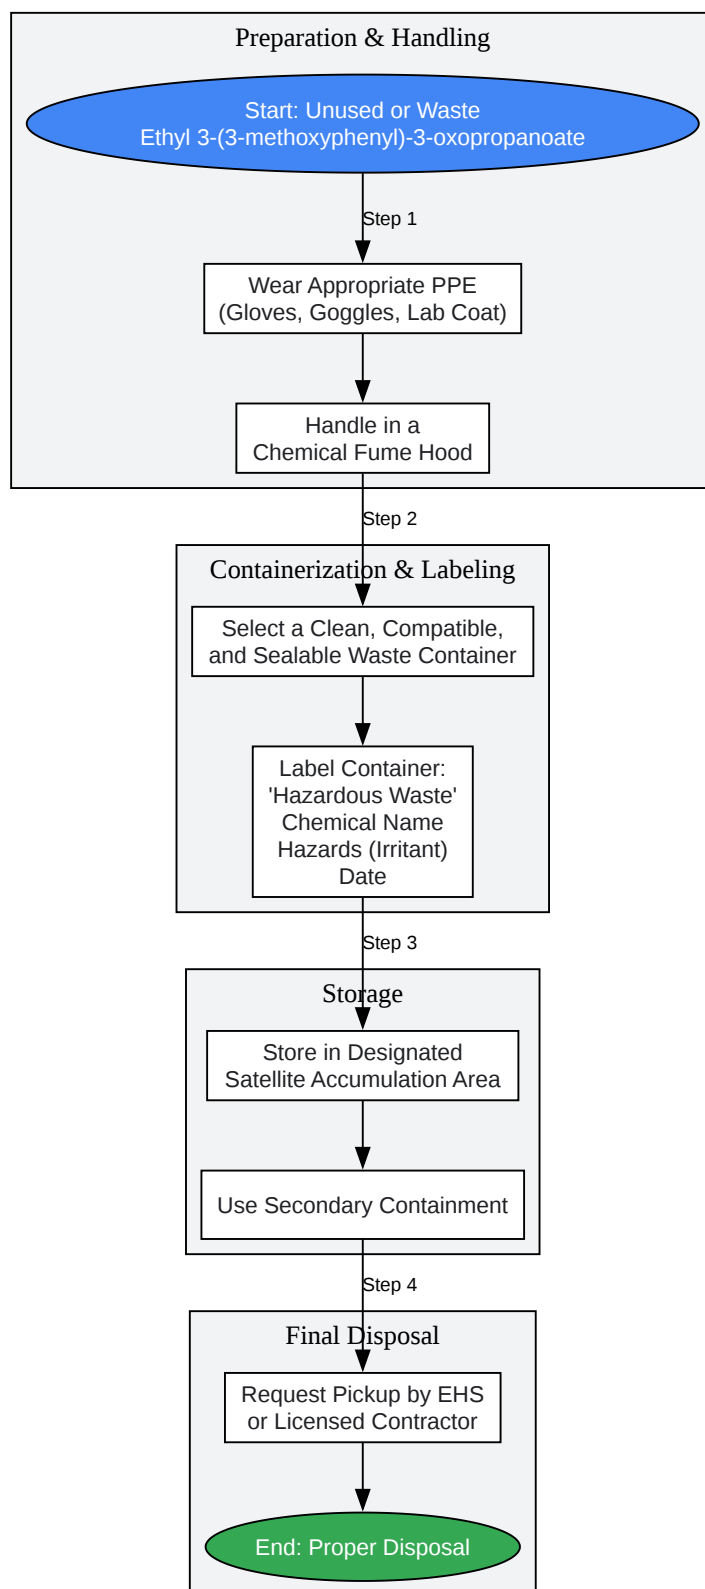 Preparation & Handling
Start: Unused or Waste
Ethyl 3-(3-methoxyphenyl)-3-oxopropanoate
Step 1
Wear Appropriate PPE
(Gloves, Goggles, Lab Coat)
Handle in a
Chemical Fume Hood
Step 2
Containerization & Labeling
Select a Clean, Compatible,
and Sealable Waste Container
Label Container:
'Hazardous Waste'
Chemical Name
Hazards (Irritant)
Date
Step 3
Storage
Store in Designated
Satellite Accumulation Area
Use Secondary Containment
Step 4
Final Disposal
Request Pickup by EHS
or Licensed Contractor
End: Proper Disposal